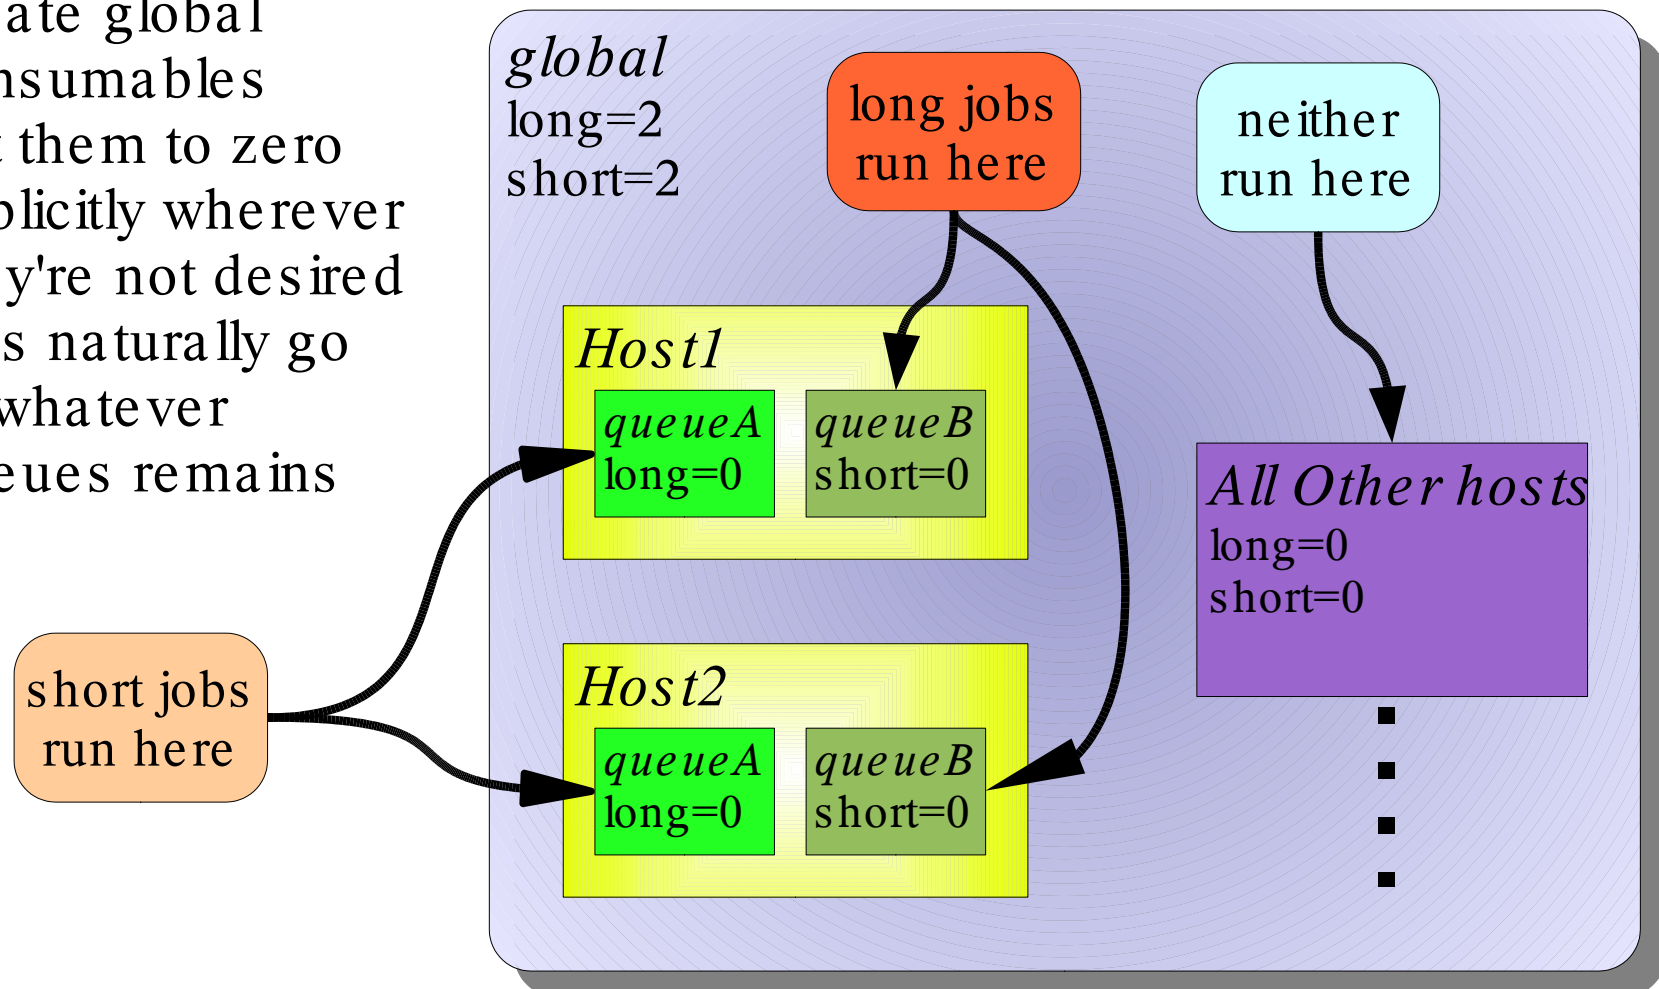 ate global
nsumables
t them to zero
plicitly wherever
y're not desired
s naturally go
whatever
eues remains
global
long=2
short=2
long jobs
run here
neither
run here
Host1
queueA
long=0
queueB
short=0
All Other hosts
long=0
short=0
short jobs
run here
Host2
queueA
long=0
queueB
short=0